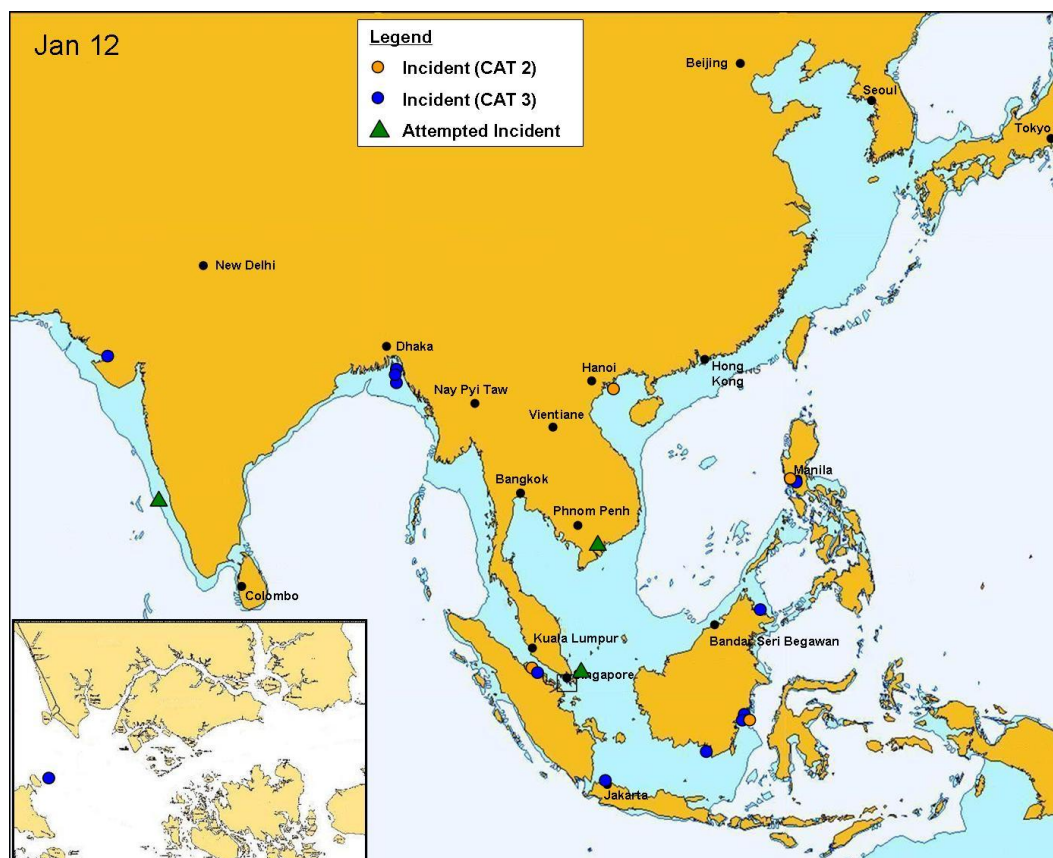 Jan 12
Legend
Incident (CAT 2)
Incident (CAT 3)
Attempted Incident
Beijing
Seoul
Tokyo
New Delhi
Dhaka
Hanoi
Hong
Kong
Nay Pyi Taw
Vientiane
Manila
Bangkok
Phnom Penh
Colombo
Kuala Lumpur
Bandar Seri Begawan
Singapore
Jakarta